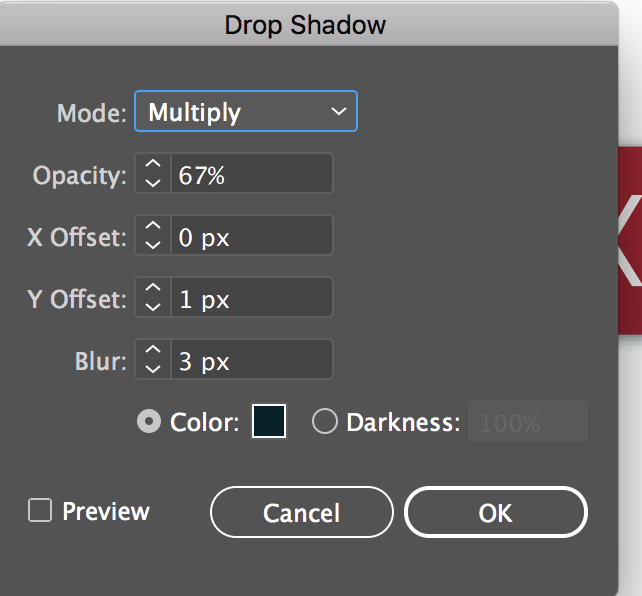 Drop Shadow
Mode: Multiply
Opacity: 67%
X Offset: 0 px
Y Offset: 1 px
Blur: 3 px
Color: Darkness: 100%
Preview Cancel OK
X